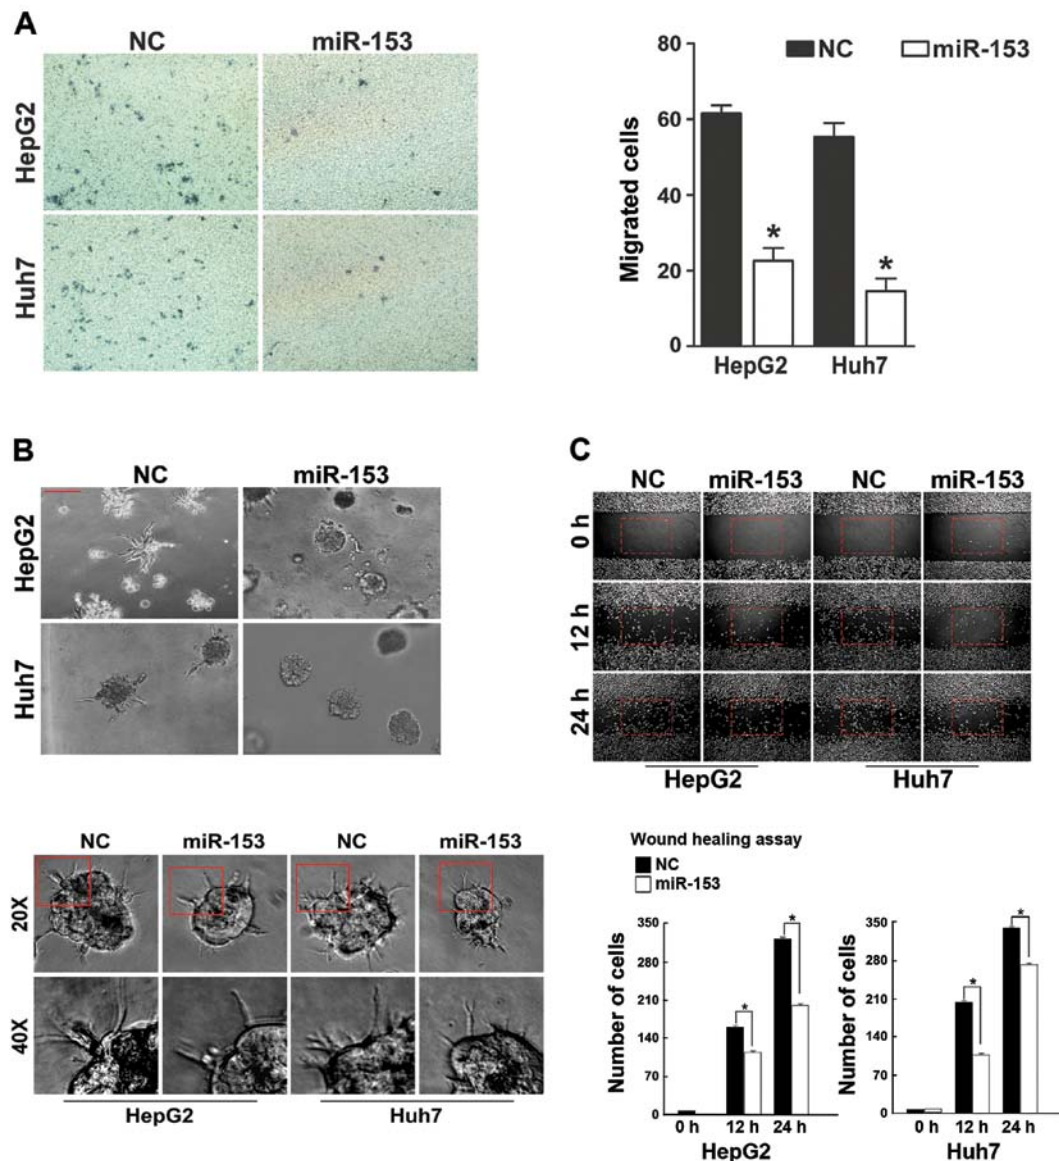 A
NC miR-153
HepG2
Huh7
NC miR-153
80
60
40
20
0
Migrated cells
*
*
HepG2 Huh7
B
NC miR-153
HepG2
Huh7
NC miR-153 NC miR-153
20X
40X
HepG2 Huh7
C
NC miR-153 NC miR-153
0 h
12 h
24 h
HepG2 Huh7
Wound healing assay
NC
miR-153
350
280
210
140
70
0
Number of cells
*
*
0 h 12 h 24 h
HepG2
350
280
210
140
70
0
Number of cells
*
*
0 h 12 h 24 h
Huh7